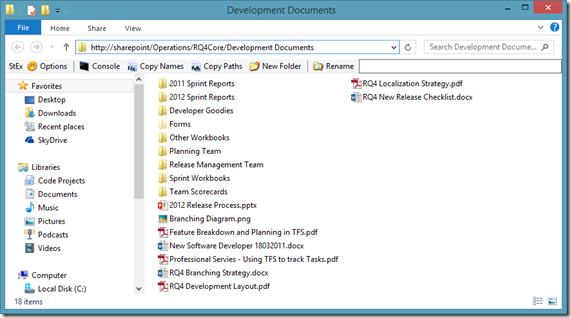 Development Documents
File Home Share View
http://sharepoint/Operations/RQ4Core/Development Documents
Search Development Docume...
StEx Options Console Copy Names Copy Paths New Folder Rename
Favorites
Desktop
Downloads
Recent places
SkyDrive
Libraries
Code Projects
Documents
Music
Pictures
Podcasts
Videos
Computer
Local Disk (C:)
2011 Sprint Reports
2012 Sprint Reports
Developer Goodies
Forms
Other Workbooks
Planning Team
Release Management Team
Sprint Workbooks
Team Scorecards
2012 Release Process.pptx
Branching Diagram.png
Feature Breakdown and Planning in TFS.pdf
New Software Developer 18032011.docx
Professional Servies - Using TFS to track Tasks.pdf
RQ4 Branching Strategy.docx
RQ4 Development Layout.pdf
RQ4 Localization Strategy.pdf
RQ4 New Release Checklist.docx
18 items